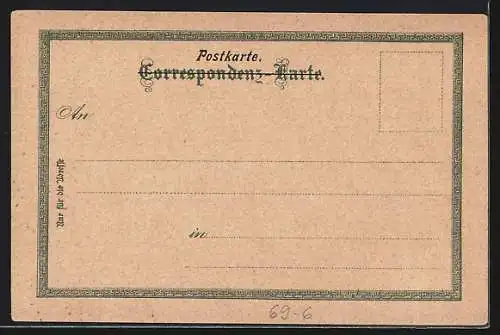 Postkarte.
Correspondenz-Karte.
An
Nur für die Adresse
in
69-6